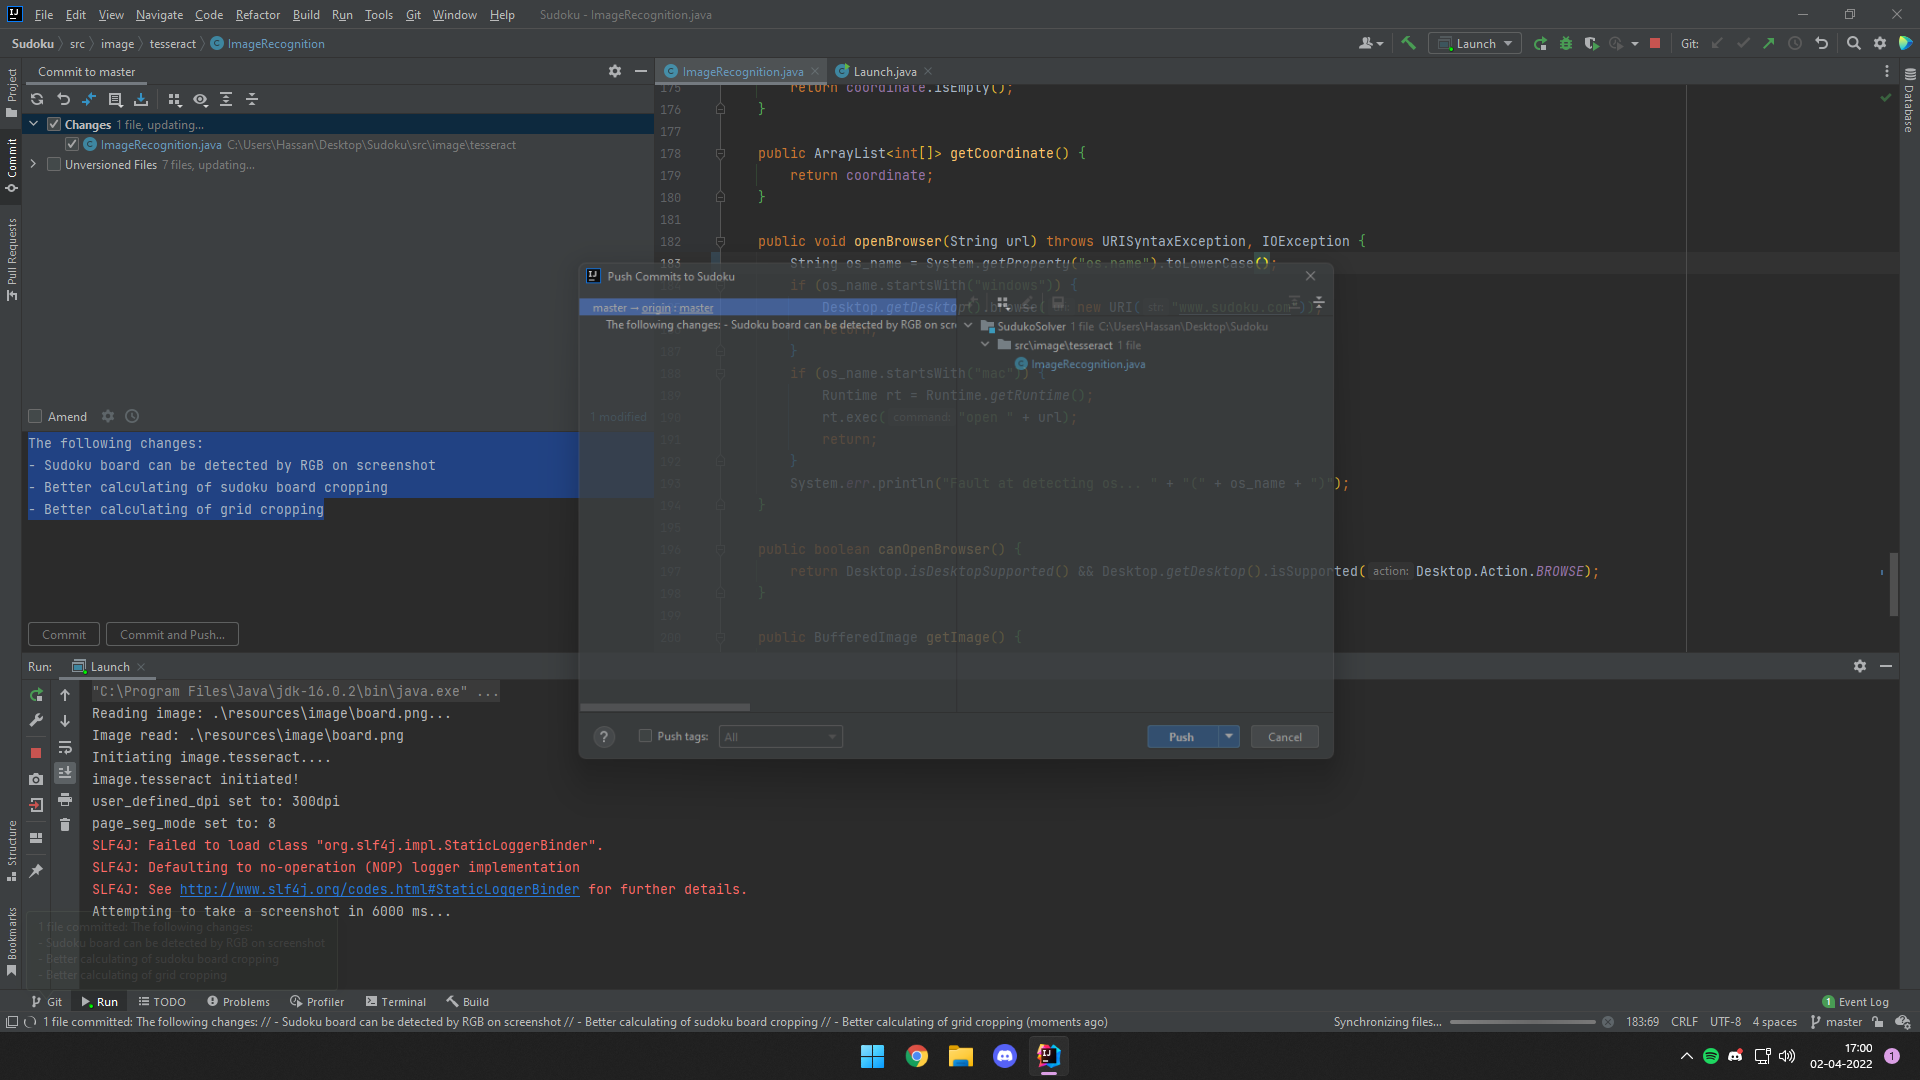 File Edit View Navigate Code Refactor Build Run Tools Git Window Help Sudoku - ImageRecognition.java
Sudoku src image tesseract ImageRecognition Launch Git:
Commit to master
ImageRecognition.java Launch.java
Project
Commit
Pull Requests
Structure
Bookmarks
Database
Changes 1 file, updating...
ImageRecognition.java C:\Users\Hassan\Desktop\Sudoku\src\image\tesseract
Unversioned Files 7 files, updating...
Amend
1 modified
The following changes:
- Sudoku board can be detected by RGB on screenshot
- Better calculating of sudoku board cropping
- Better calculating of grid cropping
Commit Commit and Push...
175 return coordinate.isEmpty();
176 }
177
178 public ArrayList<int[]> getCoordinate() {
179 return coordinate;
180 }
181
182 public void openBrowser(String url) throws URISyntaxException, IOException {
183 String os_name = System.getProperty("os.name").toLowerCase();
if (os_name.startsWith("windows")) {
Desktop.getDesktop().browse( new URI( str: "www.sudoku.com"));
return;
187 }
188 if (os_name.startsWith("mac")) {
189 Runtime rt = Runtime.getRuntime();
190 rt.exec( command: "open " + url);
191 return;
192 }
193 System.err.println("Fault at detecting os... " + "(" + os_name + ")");
194 }
195
196 public boolean canOpenBrowser() {
197 return Desktop.isDesktopSupported() && Desktop.getDesktop().isSupported( action: Desktop.Action.BROWSE);
198 }
199
200 public BufferedImage getImage() {
Push Commits to Sudoku
master → origin : master
The following changes: - Sudoku board can be detected by RGB on scr
SudukoSolver 1 file C:\Users\Hassan\Desktop\Sudoku
src\image\tesseract 1 file
ImageRecognition.java
? Push tags: All Push Cancel
Run: Launch
"C:\Program Files\Java\jdk-16.0.2\bin\java.exe" ...
Reading image: .\resources\image\board.png...
Image read: .\resources\image\board.png
Initiating image.tesseract....
image.tesseract initiated!
user_defined_dpi set to: 300dpi
page_seg_mode set to: 8
SLF4J: Failed to load class "org.slf4j.impl.StaticLoggerBinder".
SLF4J: Defaulting to no-operation (NOP) logger implementation
SLF4J: See http://www.slf4j.org/codes.html#StaticLoggerBinder for further details.
Attempting to take a screenshot in 6000 ms...
1 file committed: The following changes:
- Sudoku board can be detected by RGB on screenshot
- Better calculating of sudoku board cropping
- Better calculating of grid cropping
Git Run TODO Problems Profiler Terminal Build 1 Event Log
1 file committed: The following changes: // - Sudoku board can be detected by RGB on screenshot // - Better calculating of sudoku board cropping // - Better calculating of grid cropping (moments ago) Synchronizing files... 183:69 CRLF UTF-8 4 spaces master
17:00
02-04-2022
1